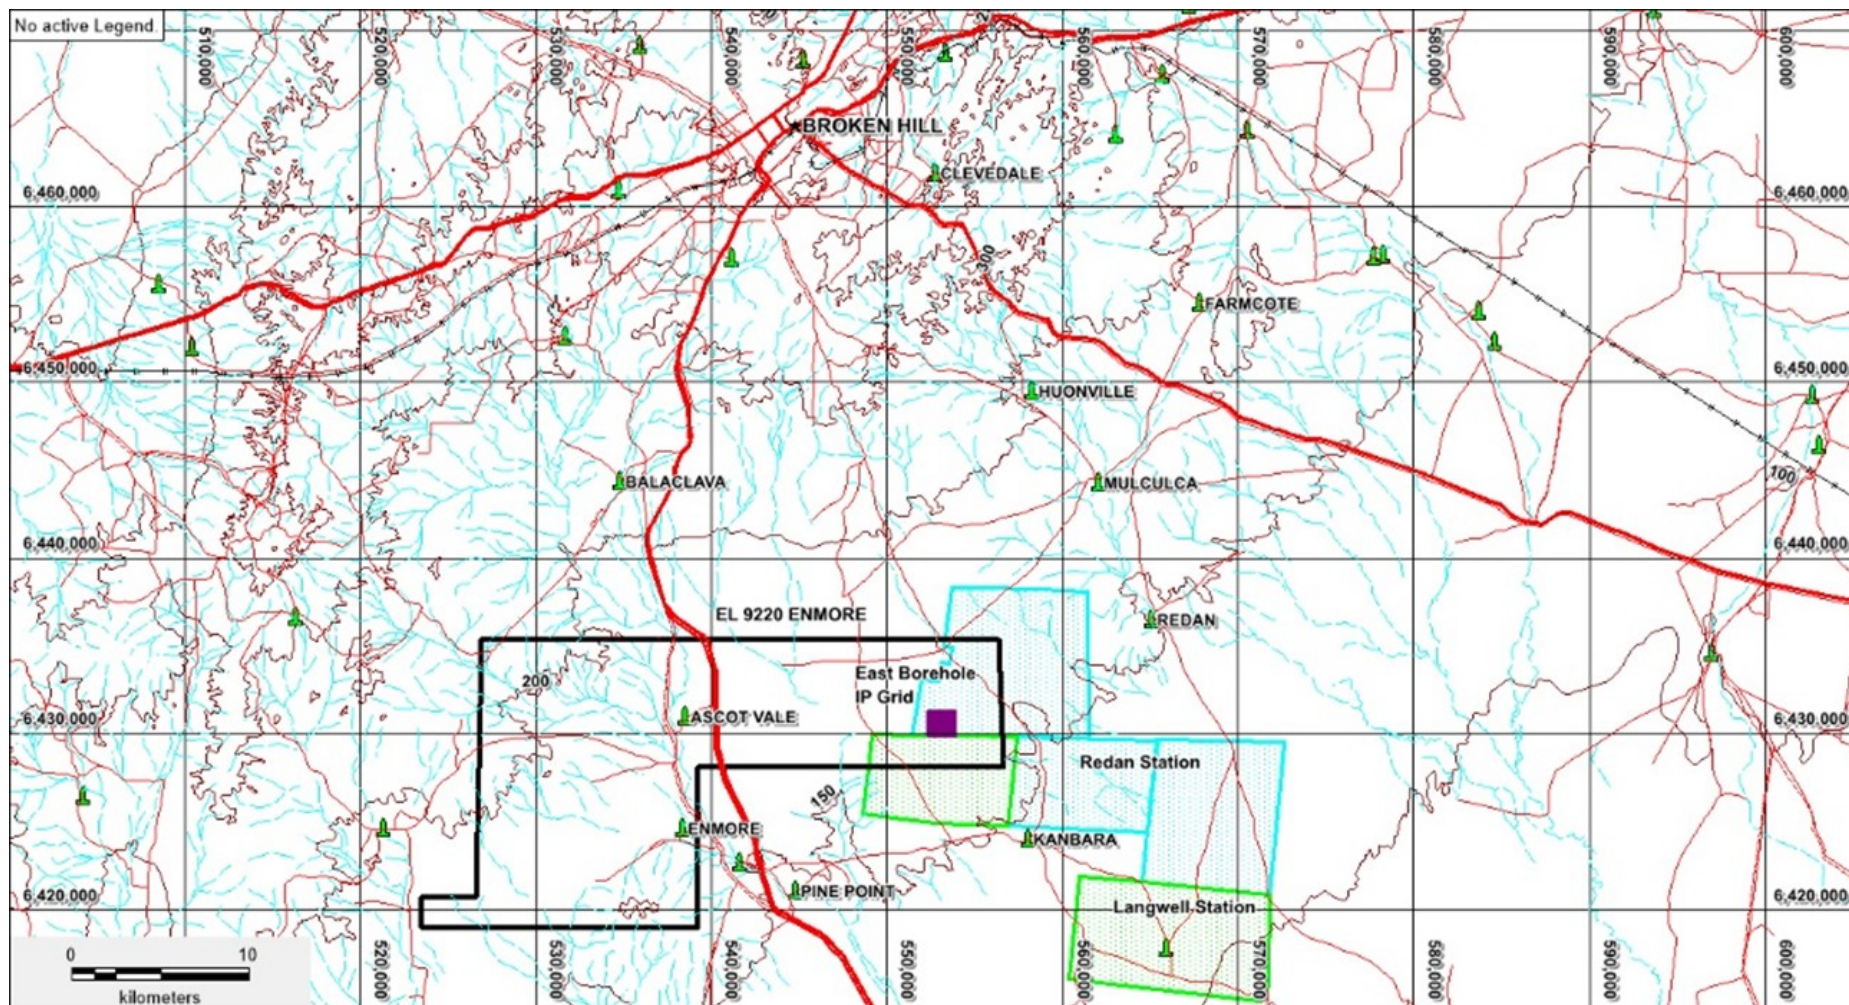 No active Legend.
510,000
520,000
530,000
540,000
550,000
560,000
570,000
580,000
590,000
600,000
BROKEN HILL
CLEVEDALE
6,460,000
6,460,000
300
FARMCOTE
6,450,000
6,450,000
HUONVILLE
BALACLAVA
MULCULCA
100
6,440,000
6,440,000
EL 9220 ENMORE
REDAN
East Borehole
IP Grid
200
6,430,000
ASCOT VALE
6,430,000
Redan Station
150
ENMORE
KANBARA
6,420,000
PINE POINT
Langwell Station
6,420,000
0 10
kilometers
520,000
530,000
540,000
550,000
560,000
570,000
580,000
590,000
600,000